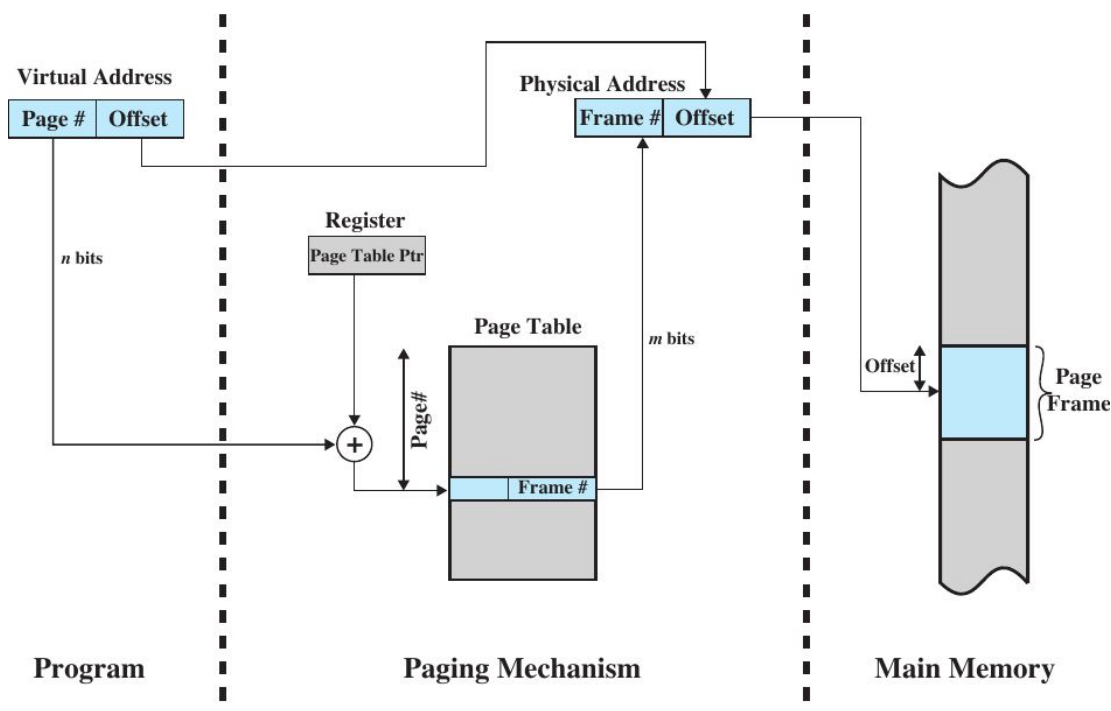 Virtual Address
Page #
Offset
Physical Address
Frame #
Offset
Register
Page Table Ptr
n bits
Page Table
m bits
Page#
+
Frame #
Offset
Page
Frame
Program
Paging Mechanism
Main Memory